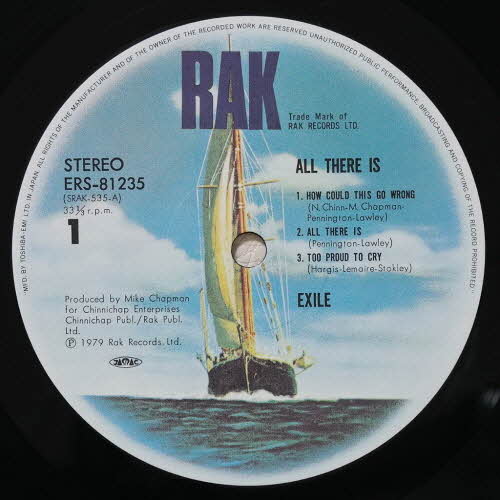 ALL RIGHTS OF THE MANUFACTURER AND OF THE OWNER OF THE RECORDED WORK ARE RESERVED UNAUTHORIZED PUBLIC PERFORMANCE, BROADCASTING AND COPYING OF THE RECORD PROHIBITED
MFD. BY TOSHIBA-EMI LTD. IN JAPAN.
RAK
Trade Mark of
RAK RECORDS LTD.
STEREO
ERS-81235
(SRAK-535-A)
33⅓ r.p.m.
1
ALL THERE IS
1. HOW COULD THIS GO WRONG
(N. Chinn-M. Chapman-
Pennington-Lawley)
2. ALL THERE IS
(Pennington-Lawley)
3. TOO PROUD TO CRY
(Hargis-Lemaire-Stokley)
EXILE
Produced by Mike Chapman
for Chinnichap Enterprises
Chinnichap Publ./Rak Publ.
Ltd.
Ⓟ 1979 Rak Records. Ltd.
JASRAC